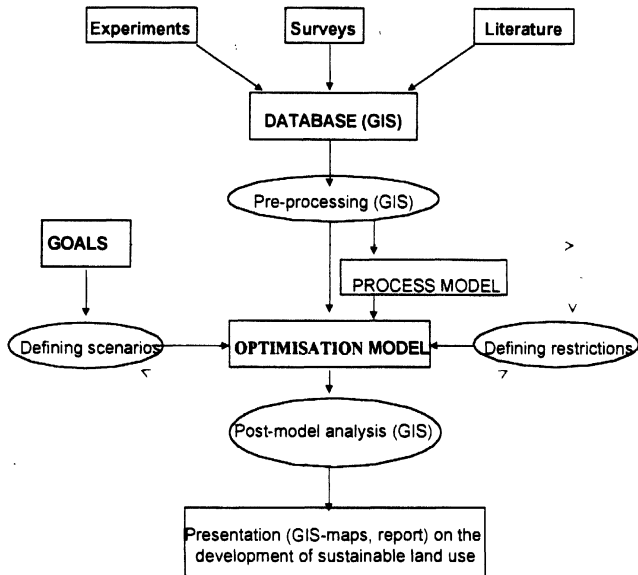 Experiments
Surveys
Literature
DATABASE (GIS)
Pre-processing (GIS)
GOALS
PROCESS MODEL
Defining scenarios
OPTIMISATION MODEL
Defining restrictions
Post-model analysis (GIS)
Presentation (GIS-maps, report) on the
development of sustainable land use